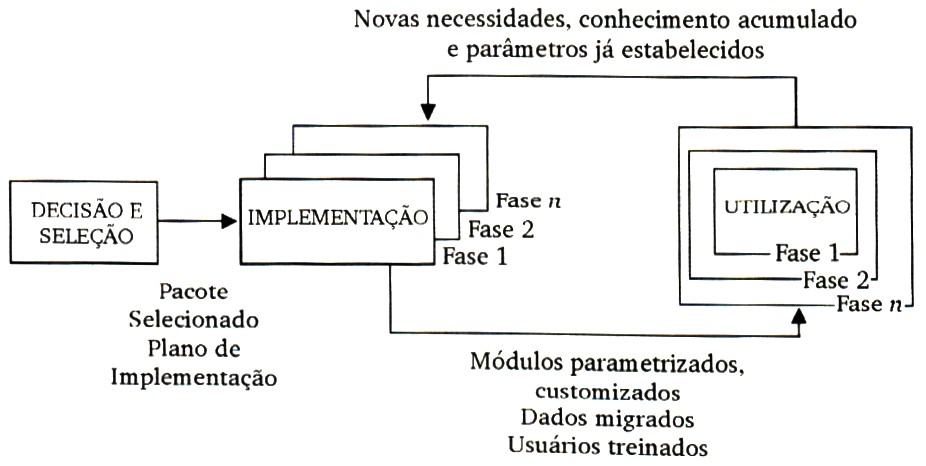 Novas necessidades, conhecimento acumulado
e parâmetros já estabelecidos
DECISÃO E
SELEÇÃO
IMPLEMENTAÇÃO
Fase n
Fase 2
Fase 1
UTILIZAÇÃO
Fase 1
Fase 2
Fase n
Pacote
Selecionado
Plano de
Implementação
Módulos parametrizados,
customizados
Dados migrados
Usuários treinados